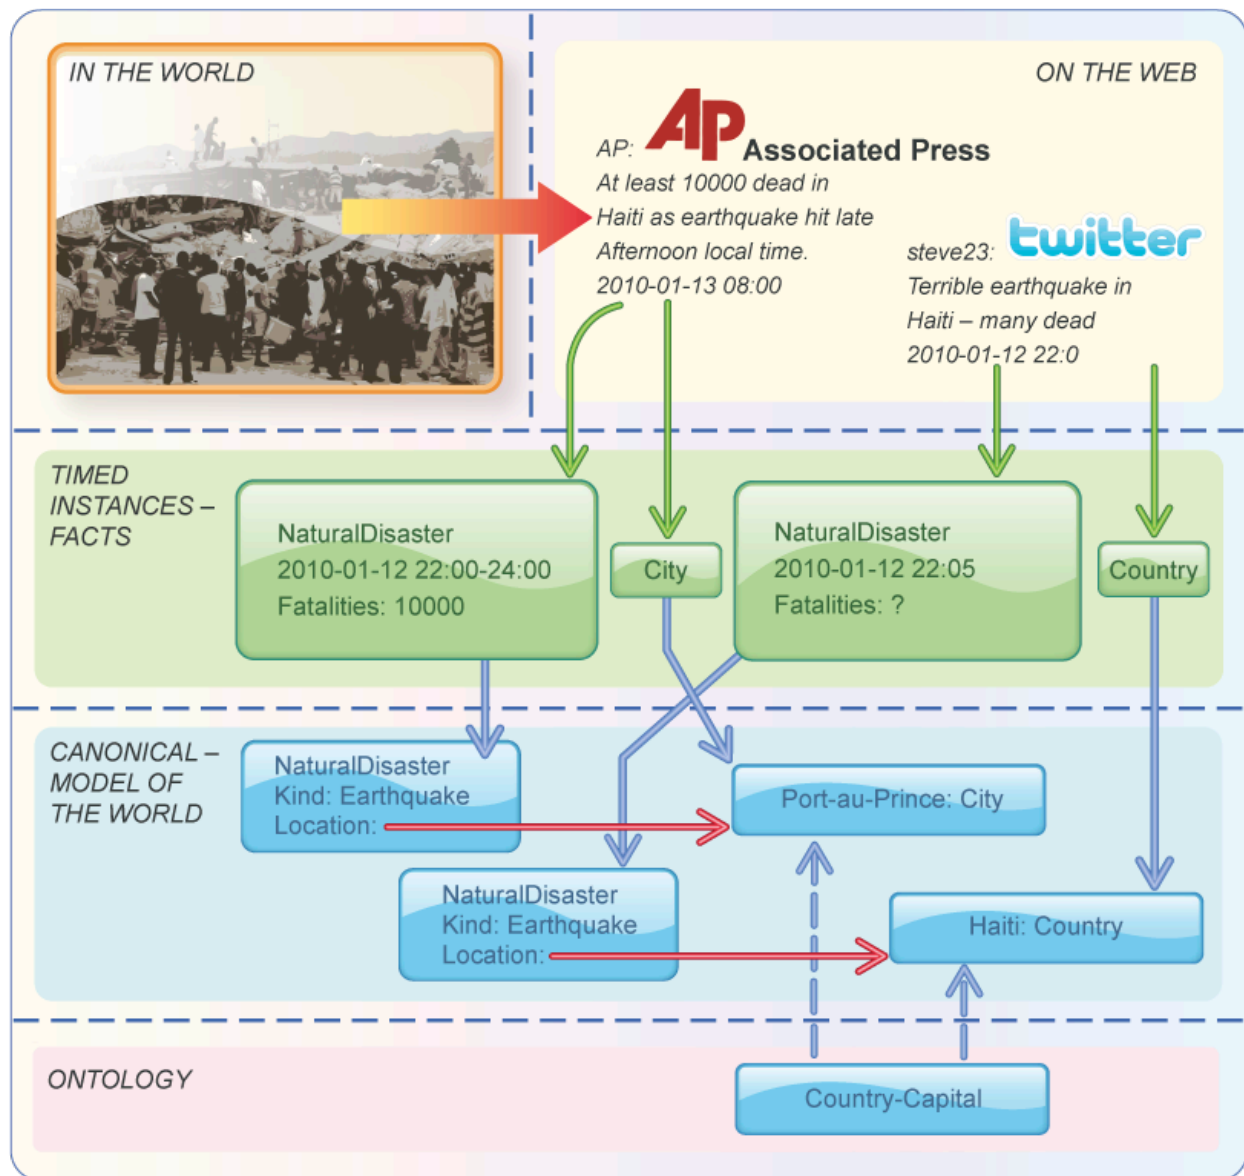 IN THE WORLD
ON THE WEB
AP: AP Associated Press
At least 10000 dead in
Haiti as earthquake hit late
Afternoon local time.
2010-01-13 08:00
twitter
steve23:
Terrible earthquake in
Haiti – many dead
2010-01-12 22:0
TIMED
INSTANCES –
FACTS
NaturalDisaster
2010-01-12 22:00-24:00
Fatalities: 10000
City
NaturalDisaster
2010-01-12 22:05
Fatalities: ?
Country
CANONICAL –
MODEL OF
THE WORLD
NaturalDisaster
Kind: Earthquake
Location:
Port-au-Prince: City
NaturalDisaster
Kind: Earthquake
Location:
Haiti: Country
ONTOLOGY
Country-Capital